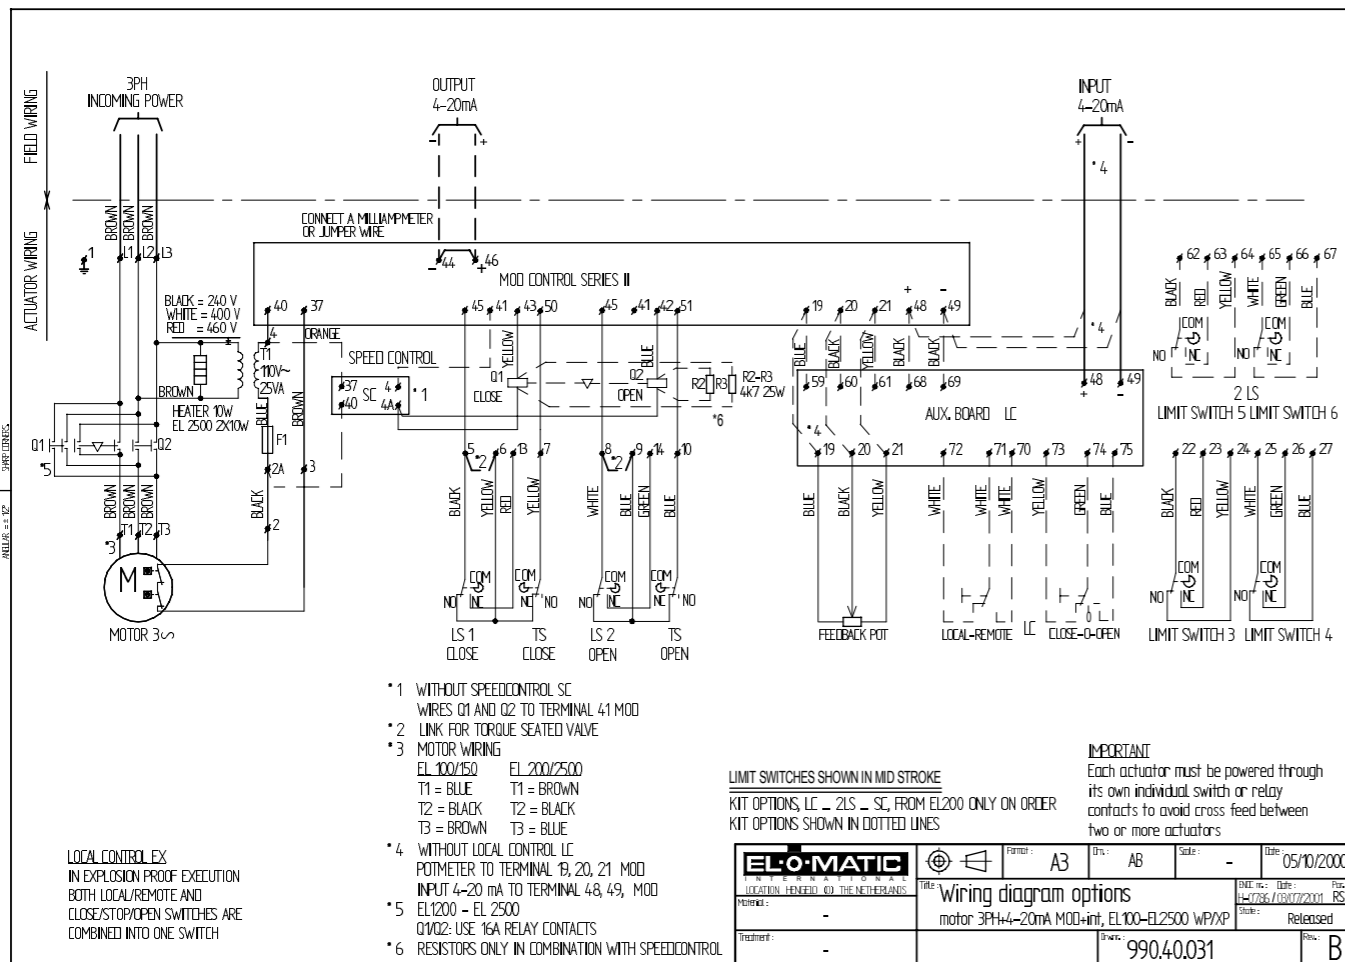 FIELD WIRING
ACTUATOR WIRING
3PH
INCOMING POWER
OUTPUT
4-20mA
- +
INPUT
4-20mA
+ -
*4
BROWN BROWN BROWN
1 L1 L2 L3
CONNECT A MILLIAMPMETER
OR JUMPER WIRE
- 44 + 46
MOD CONTROL SERIES II
40 37 45 41 43 50 45 41 42 51 19 20 21 48 49
+ -
62 63 64 65 66 67
BLACK = 240 V
WHITE = 400 V
RED = 460 V
4
ORANGE
T1
110V~
25VA
BROWN
HEATER 10W
EL 2500 2X10W
BLUE
BROWN
F1
2A
3
BLACK
2
SPEED CONTROL
37 4
SC
40 4A
*1
YELLOW
Q1
CLOSE
BLUE
Q2
OPEN
R2 R3
R2-R3
4K7 25W
*6
BLUE BLACK YELLOW BLACK BLACK
*4
59 60 61 68 69
48 49
+ -
AUX. BOARD LC
*4
19 20 21 72 71 70 73 74 75
BLACK RED YELLOW WHITE GREEN BLUE
COM COM
NO NC NO NC
2 LS
LIMIT SWITCH 5 LIMIT SWITCH 6
22 23 24 25 26 27
Q1 Q2
*5
BROWN BROWN BROWN
T1 T2 T3
*3
M
MOTOR 3~
5 *2 6 13 7 8 *2 9 14 10
BLACK YELLOW RED YELLOW WHITE BLUE GREEN BLUE
COM COM COM COM
NO NC NC NO NO NC NC NO
LS 1 TS LS 2 TS
CLOSE CLOSE OPEN OPEN
BLUE BLACK YELLOW WHITE WHITE WHITE YELLOW GREEN BLUE
FEEDBACK POT
LOCAL-REMOTE LC CLOSE-O-OPEN
BLACK RED YELLOW WHITE GREEN BLUE
COM COM
NO NC NO NC
LIMIT SWITCH 3 LIMIT SWITCH 4
*1 WITHOUT SPEEDCONTROL SC
WIRES Q1 AND Q2 TO TERMINAL 41 MOD
*2 LINK FOR TORQUE SEATED VALVE
*3 MOTOR WIRING
EL 100/150 EL 200/2500
T1 = BLUE T1 = BROWN
T2 = BLACK T2 = BLACK
T3 = BROWN T3 = BLUE
*4 WITHOUT LOCAL CONTROL LC
POTMETER TO TERMINAL 19, 20, 21 MOD
INPUT 4-20 mA TO TERMINAL 48, 49, MOD
*5 EL1200 - EL 2500
Q1/Q2: USE 16A RELAY CONTACTS
*6 RESISTORS ONLY IN COMBINATION WITH SPEEDCONTROL
LOCAL CONTROL EX
IN EXPLOSION PROOF EXECUTION
BOTH LOCAL/REMOTE AND
CLOSE/STOP/OPEN SWITCHES ARE
COMBINED INTO ONE SWITCH
LIMIT SWITCHES SHOWN IN MID STROKE
KIT OPTIONS, LC _ 2LS _ SC, FROM EL200 ONLY ON ORDER
KIT OPTIONS SHOWN IN DOTTED LINES
IMPORTANT
Each actuator must be powered through
its own individual switch or relay
contacts to avoid cross feed between
two or more actuators
EL-O-MATIC
INTERNATIONAL
LOCATION HENGELO (O) THE NETHERLANDS
Material :
-
Treatment :
-
Format : A3
Drn. : AB
Scale : -
Date : 05/10/2000
Title : Wiring diagram options
motor 3PH+4-20mA MOD+int, EL100-EL2500 WP/XP
Date : Par.
H-0786 / 03/07/2001 RS
State : Released
990.40.031
Rev. : B